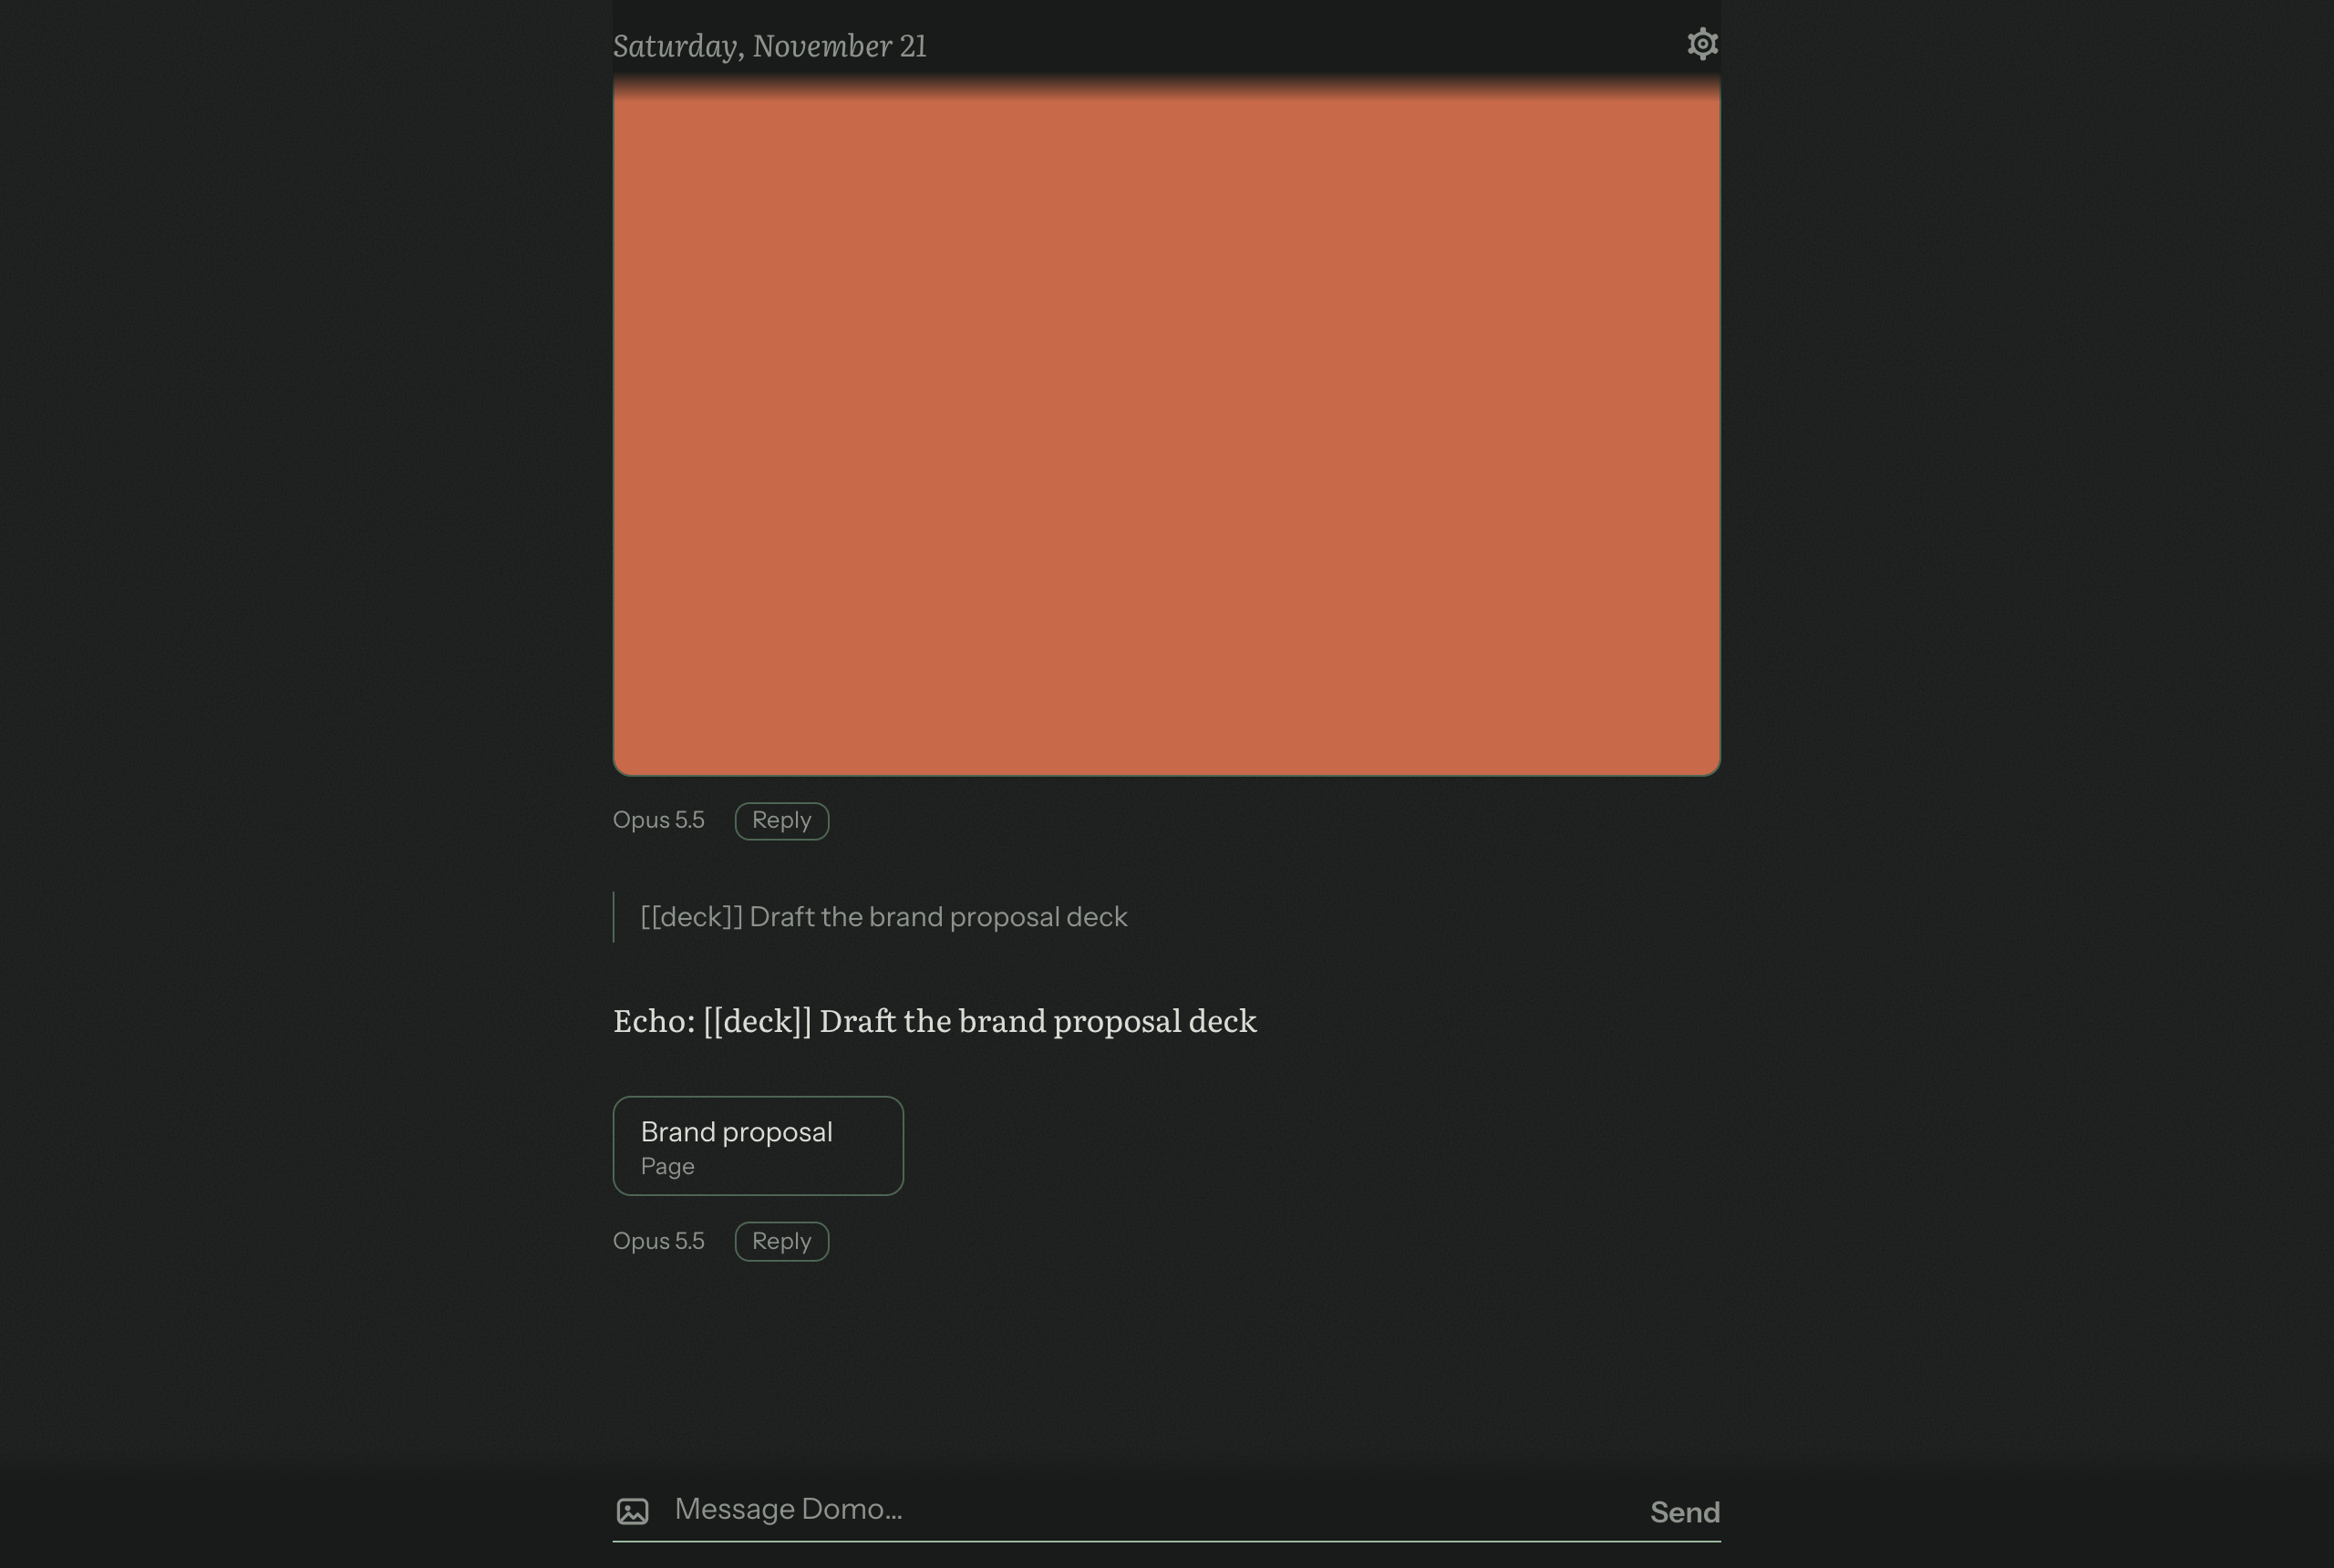 Saturday, November 21
Opus 5.5 Reply
[[deck]] Draft the brand proposal deck
Echo: [[deck]] Draft the brand proposal deck
Brand proposal
Page
Opus 5.5 Reply
Message Domo... Send